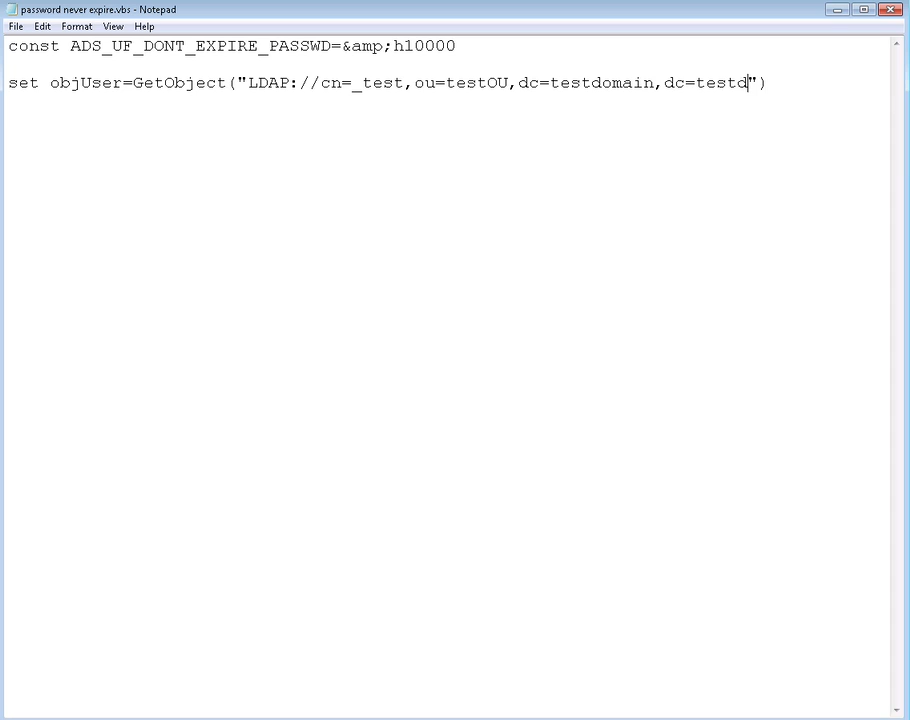 password never expire.vbs - Notepad
File Edit Format View Help
const ADS_UF_DONT_EXPIRE_PASSWD=&amp;h10000
set objUser=GetObject("LDAP://cn=_test,ou=testOU,dc=testdomain,dc=testd")